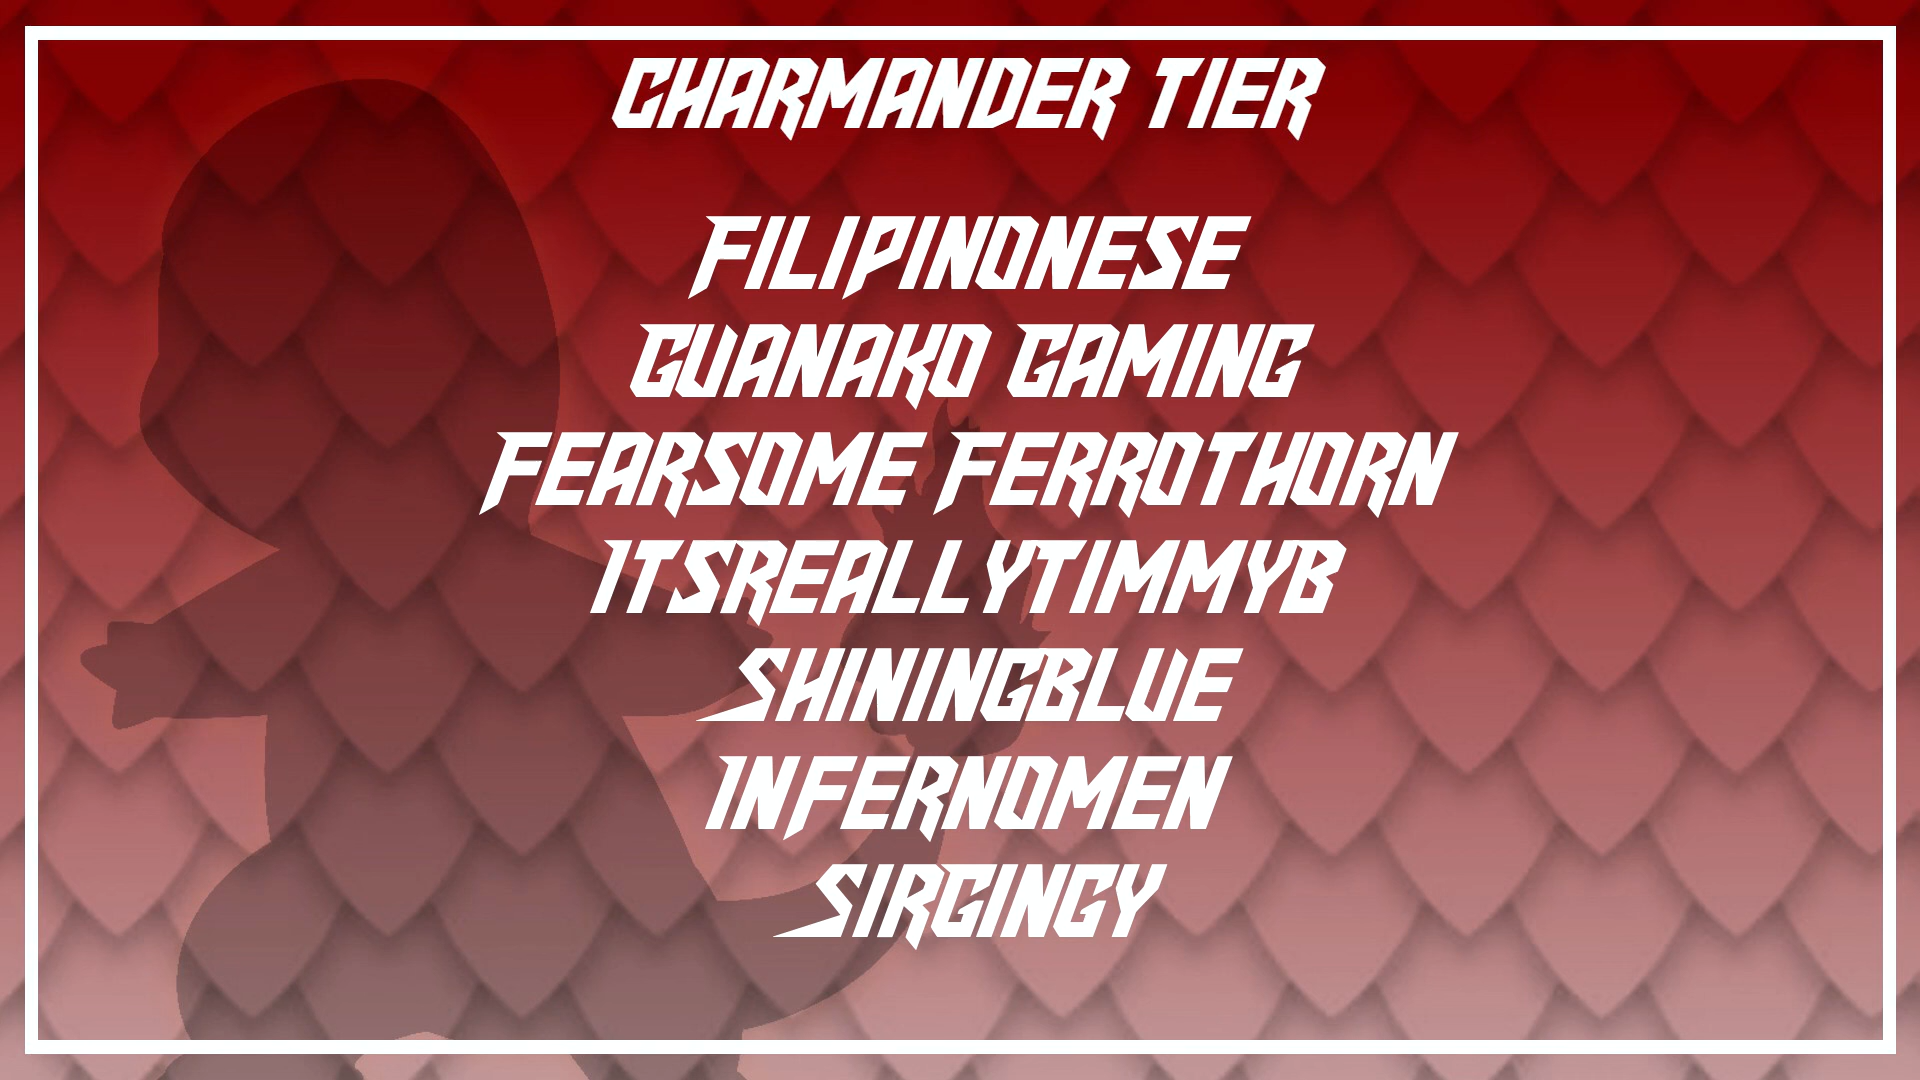 CHARMANDER TIER
FILIPINONESE
GUANAKO GAMING
FEARSOME FERROTHORN
ITSREALLYTIMMYB
SHININGBLUE
INFERNOMEN
SIRGINGY